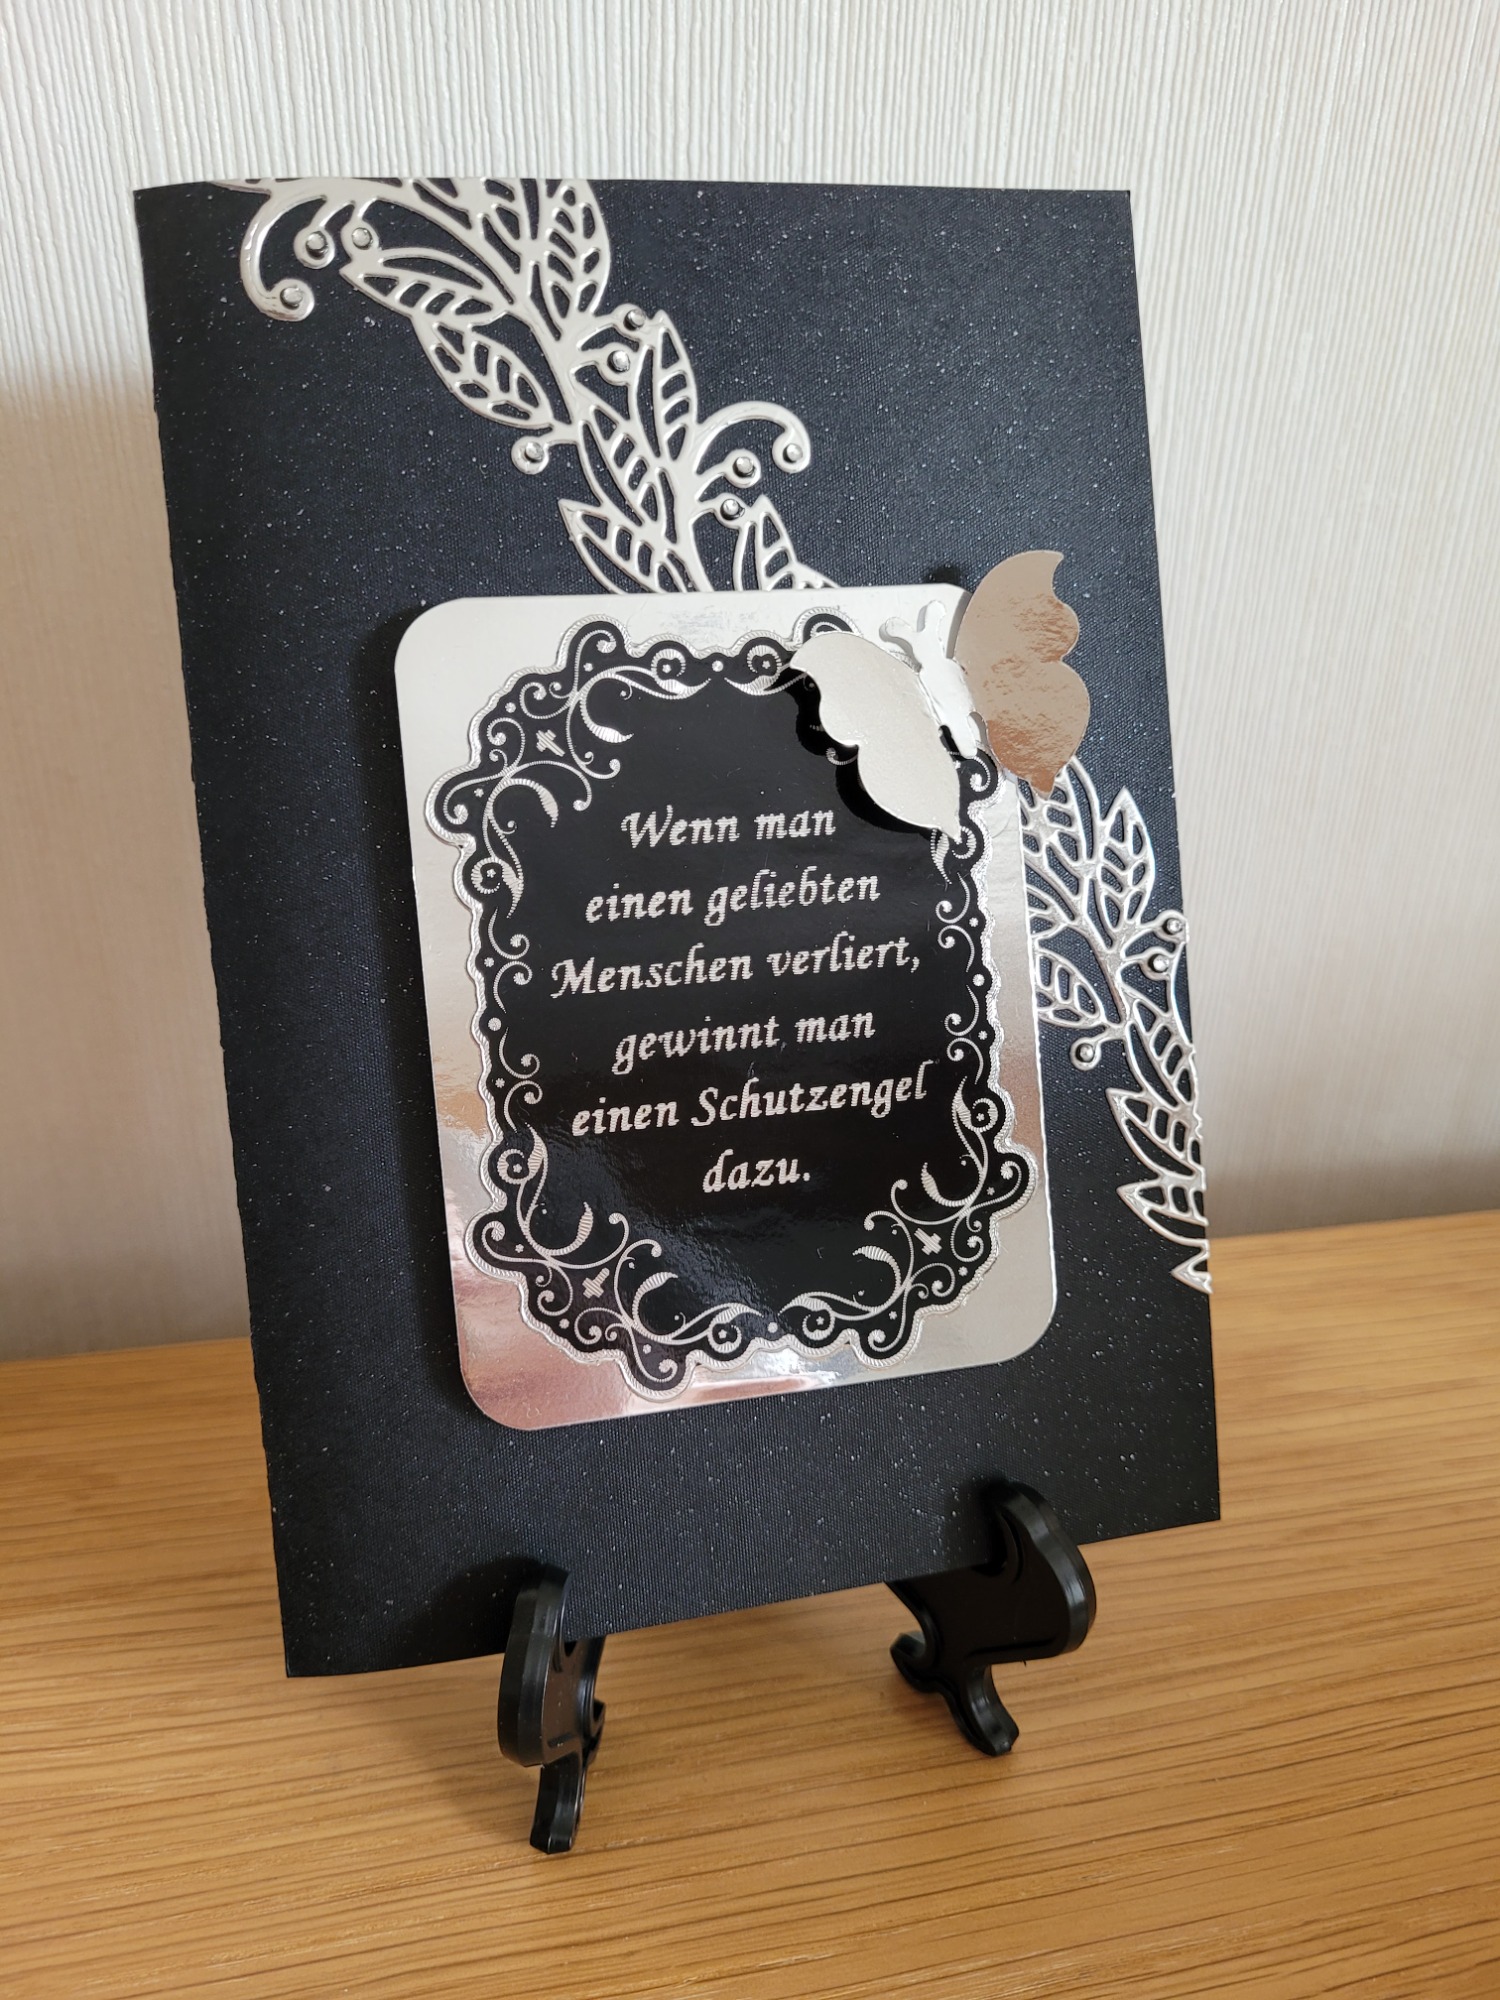 Wenn man
einen geliebten
Menschen verliert,
gewinnt man
einen Schutzengel
dazu.